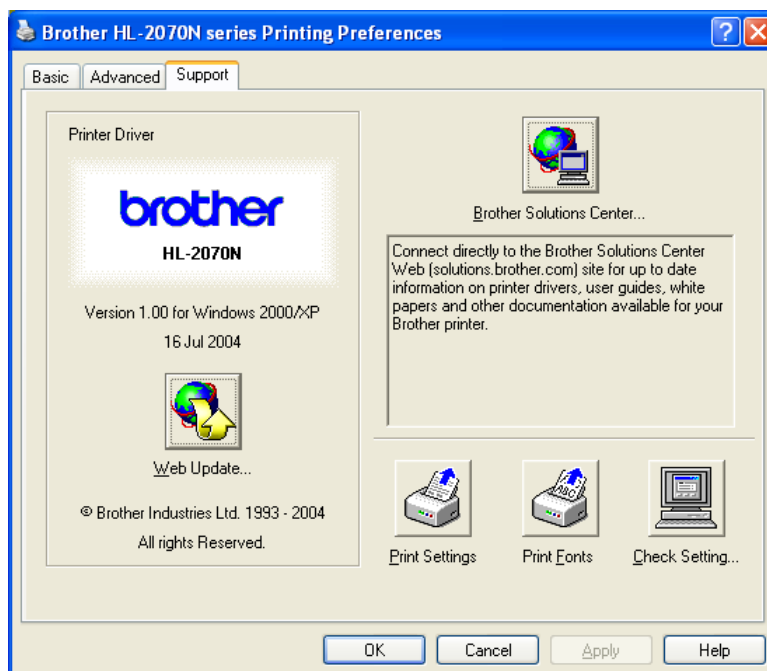 Brother HL-2070N series Printing Preferences
Basic
Advanced
Support
Printer Driver
brother
HL-2070N
Version 1.00 for Windows 2000/XP
16 Jul 2004
Web Update...
© Brother Industries Ltd. 1993 - 2004
All rights Reserved.
Brother Solutions Center...
Connect directly to the Brother Solutions Center
Web (solutions.brother.com) site for up to date
information on printer drivers, user guides, white
papers and other documentation available for your
Brother printer.
Print Settings
Print Fonts
Check Setting...
OK
Cancel
Apply
Help